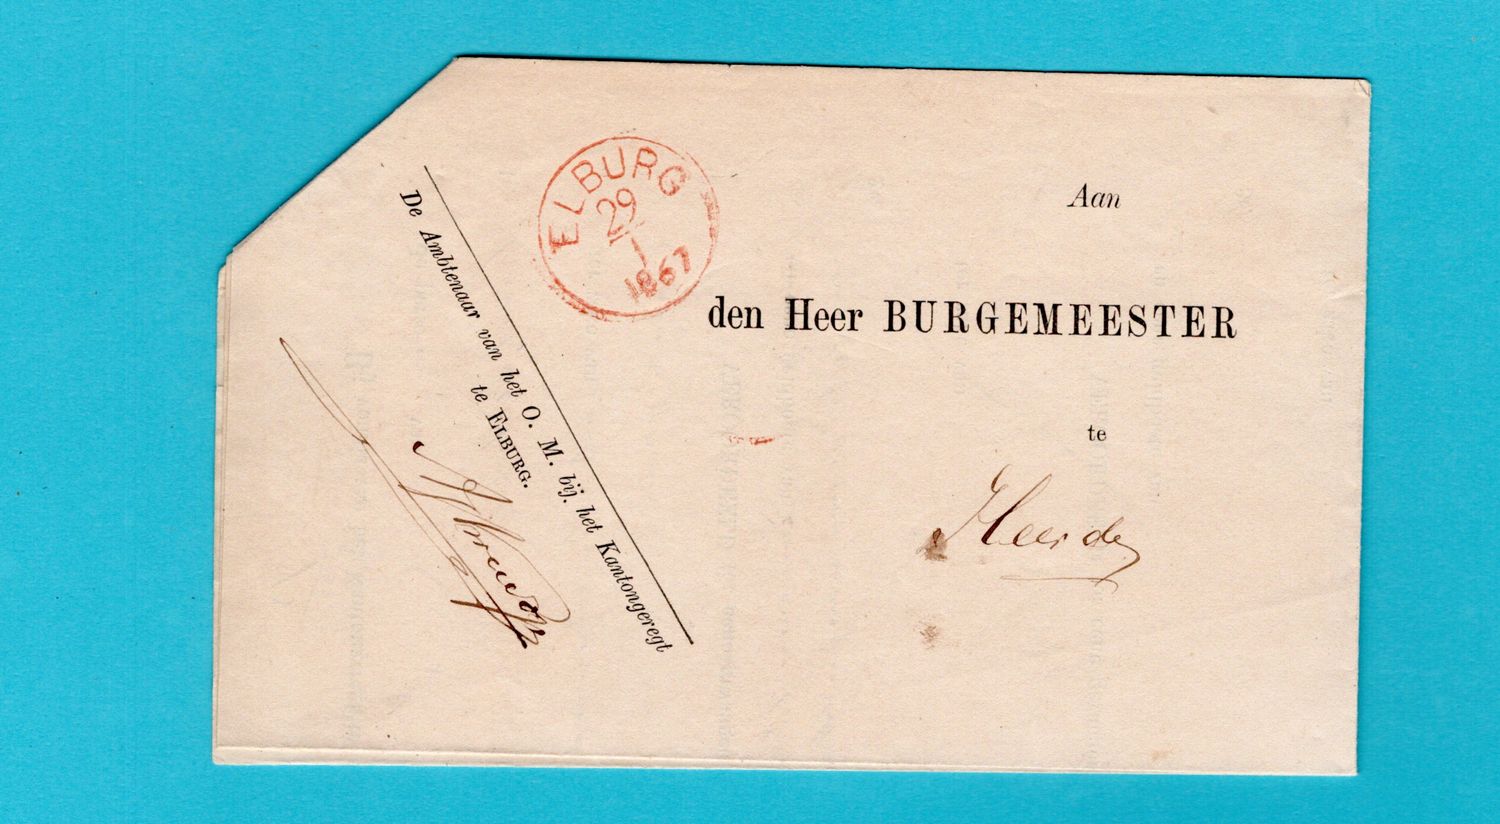 ELBURG
29/1
1867
De Ambtenaar van het O. M. bij het Kantongeregt
te ELBURG.
Aan
den Heer BURGEMEESTER
te
Heerde